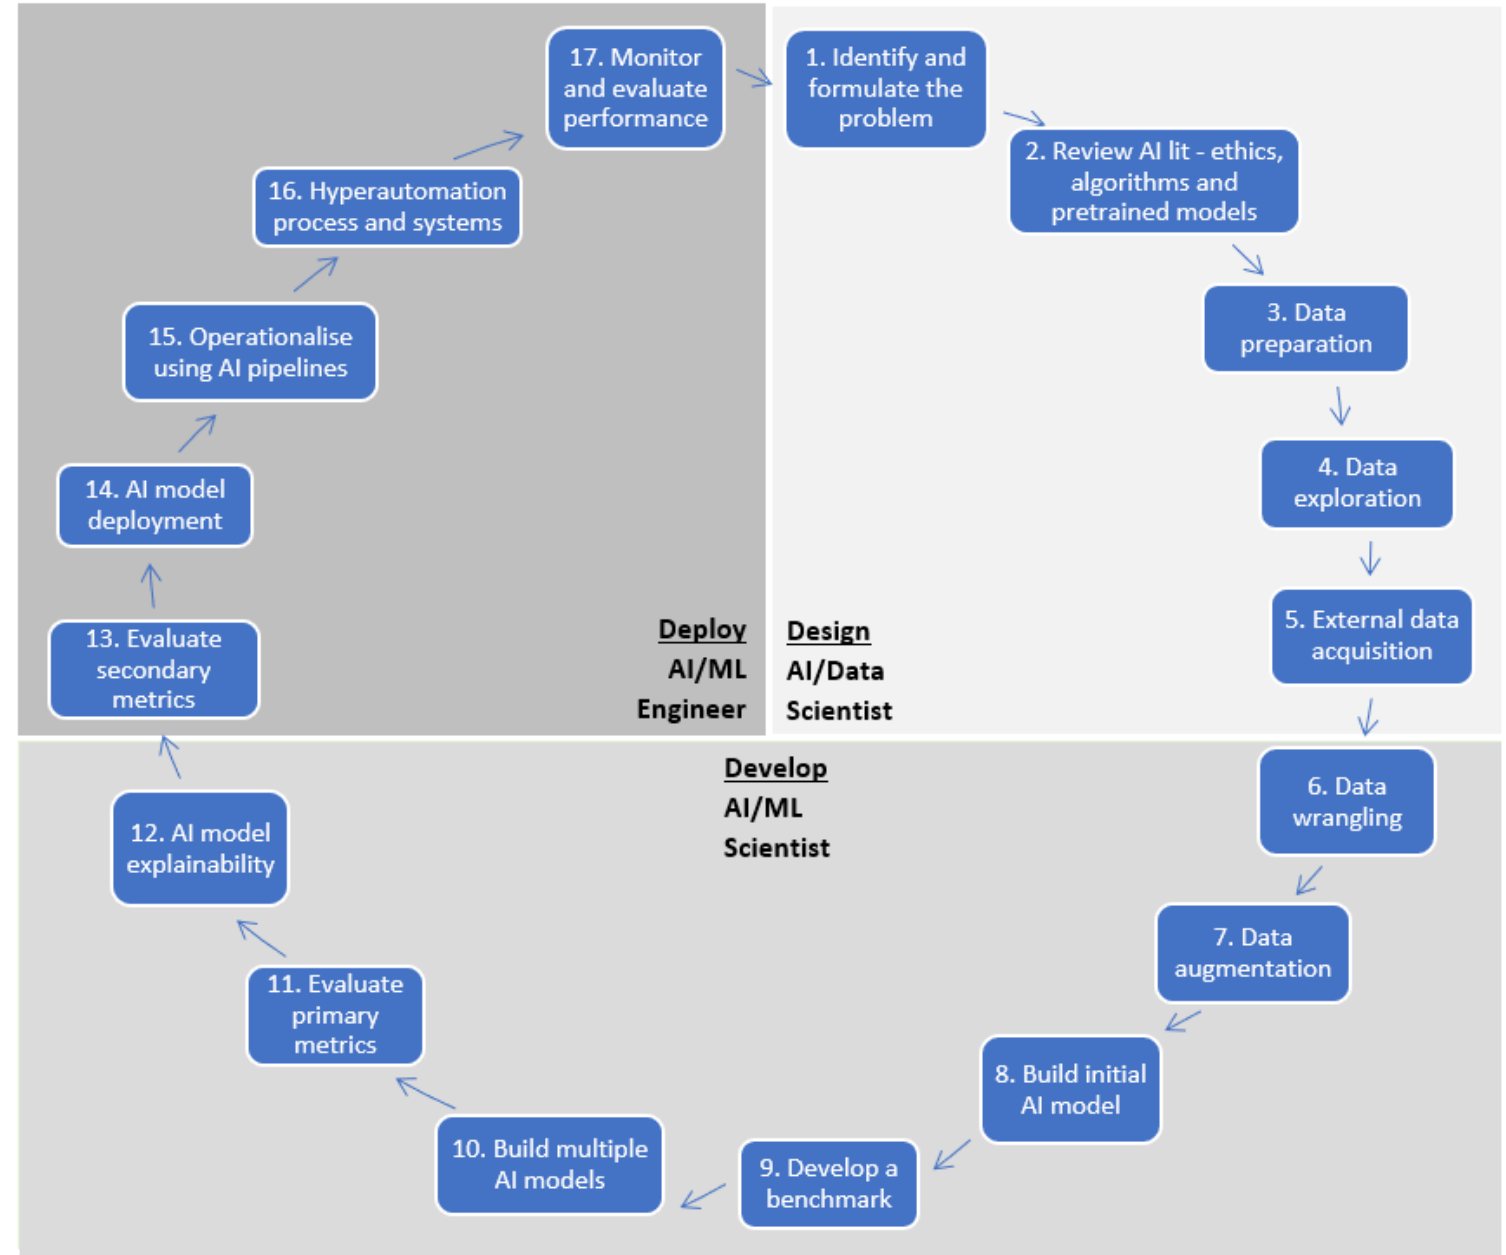 1. Identify and
formulate the
problem
2. Review AI lit - ethics,
algorithms and
pretrained models
3. Data
preparation
4. Data
exploration
5. External data
acquisition
6. Data
wrangling
7. Data
augmentation
8. Build initial
AI model
9. Develop a
benchmark
10. Build multiple
AI models
11. Evaluate
primary
metrics
12. AI model
explainability
13. Evaluate
secondary
metrics
14. AI model
deployment
15. Operationalise
using AI pipelines
16. Hyperautomation
process and systems
17. Monitor
and evaluate
performance
Deploy
AI/ML
Engineer
Design
AI/Data
Scientist
Develop
AI/ML
Scientist